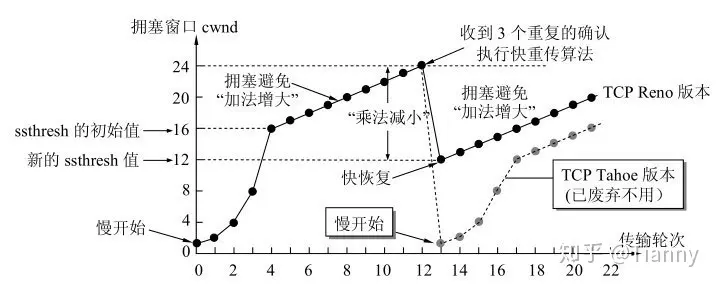 拥塞窗口 cwnd
收到 3 个重复的确认
执行快重传算法
24
20
16
12
8
4
0
拥塞避免
“加法增大”
“乘法减小”
拥塞避免
“加法增大”
TCP Reno 版本
ssthresh 的初始值
新的 ssthresh 值
快恢复
TCP Tahoe 版本
(已废弃不用)
慢开始
慢开始
传输轮次
0 2 4 6 8 10 12 14 16 18 20 22
知乎 @Tianny